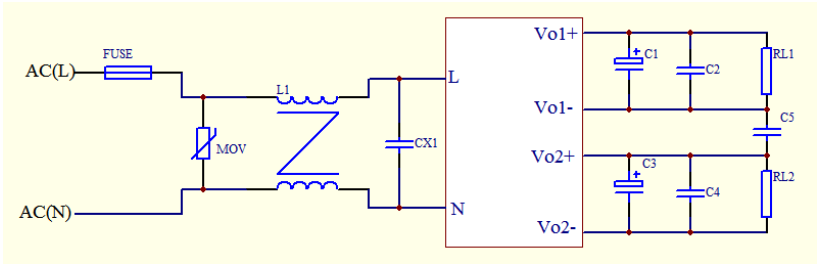 Vo1+
FUSE
C1
C2
RL1
AC(L)
L
L1
Vo1-
C5
MOV
CX1
Vo2+
C3
C4
RL2
AC(N)
N
Vo2-